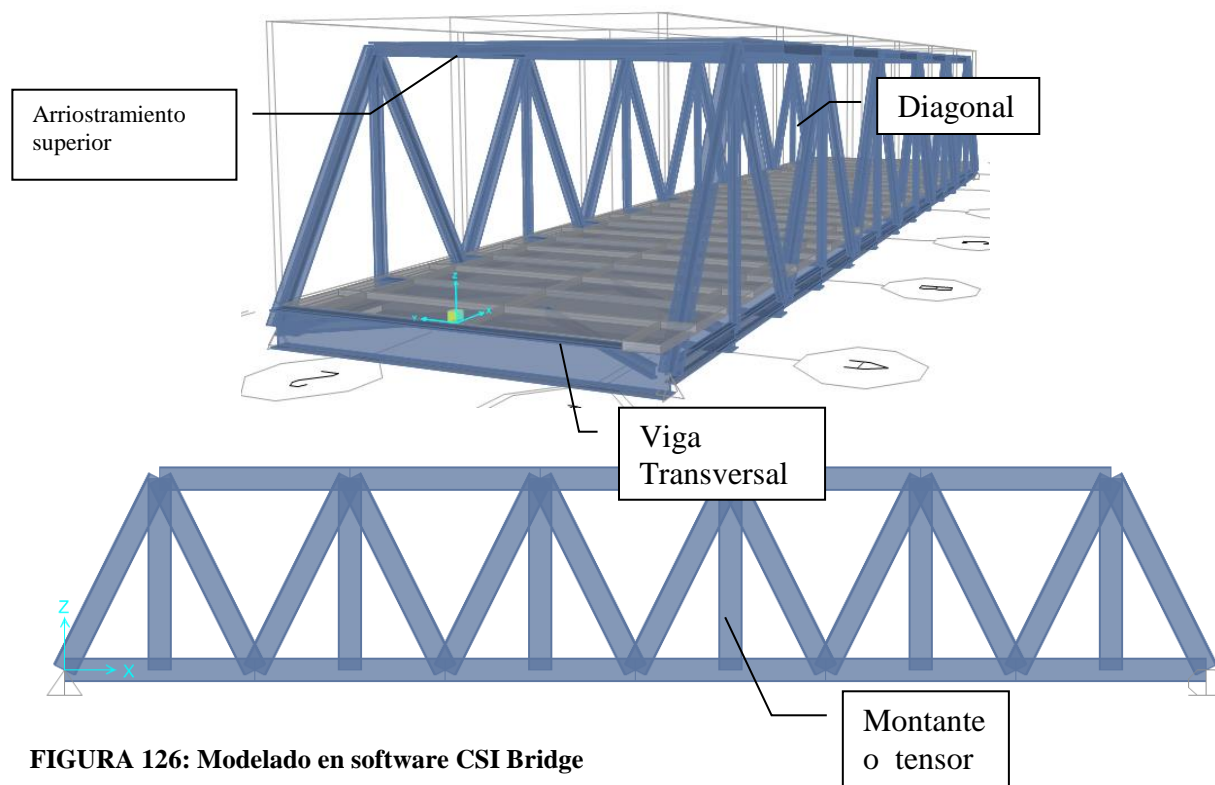 Arriostramiento
superior
Diagonal
Z
Y
X
A
Viga
Transversal
Z
X
Montante
o tensor
FIGURA 126: Modelado en software CSI Bridge